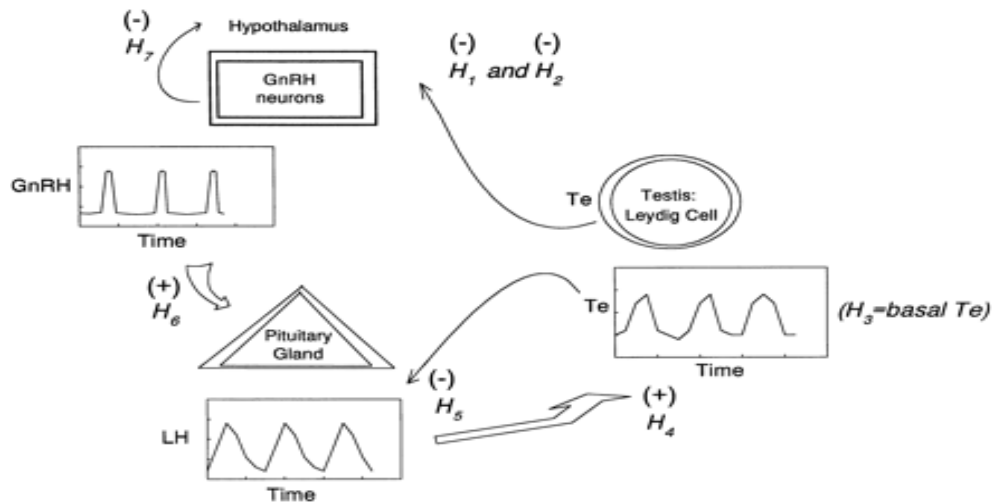 (-)
H7
Hypothalamus
GnRH
neurons
(-) (-)
H1 and H2
GnRH
Time
Te
Testis:
Leydig Cell
(+)
H6
Pituitary
Gland
Te
(H3=basal Te)
Time
(-)
H5
(+)
H4
LH
Time